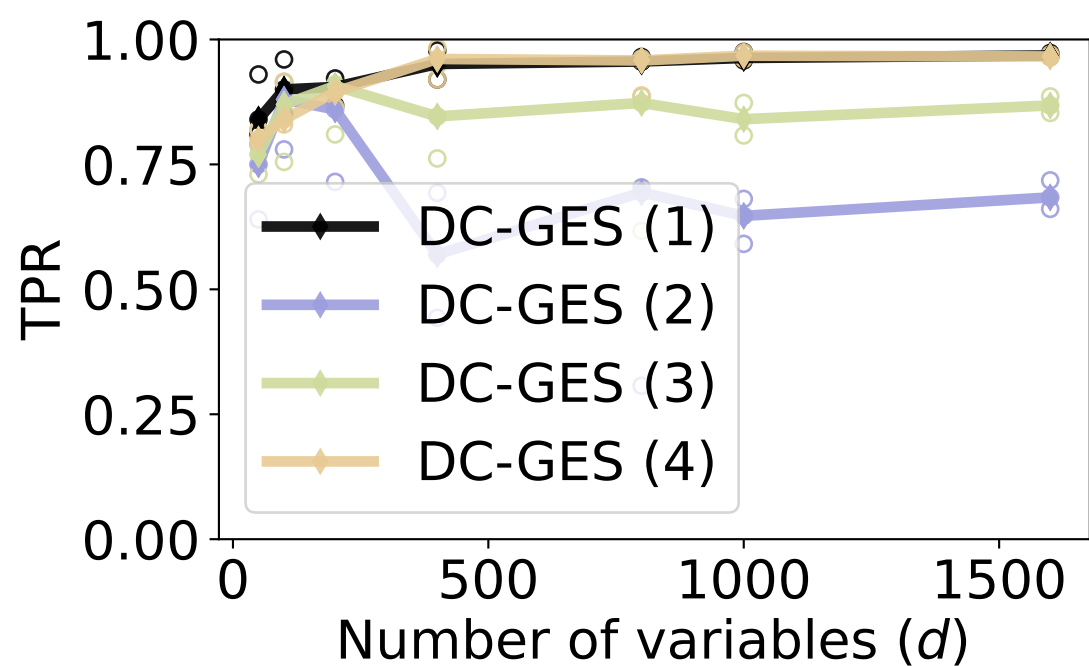 1.00
0.75
0.50
0.25
0.00
TPR
DC-GES (1)
DC-GES (2)
DC-GES (3)
DC-GES (4)
0 500 1000 1500
Number of variables (d)